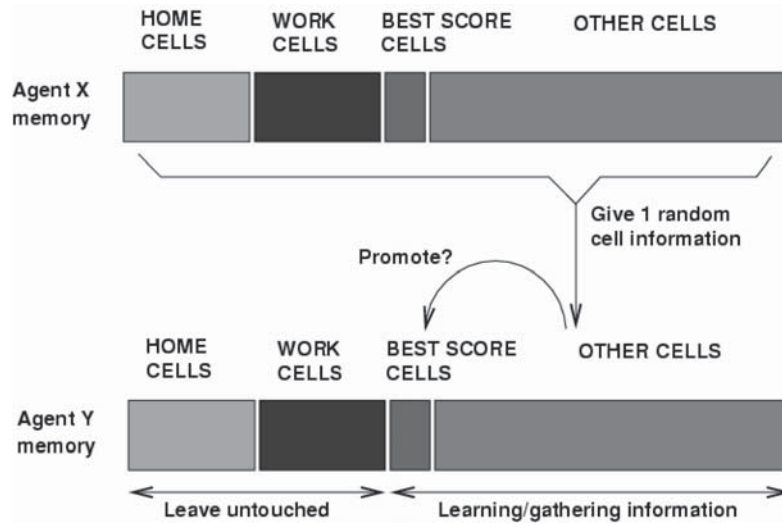 HOME
CELLS
WORK
CELLS
BEST SCORE
CELLS
OTHER CELLS
Agent X
memory
Give 1 random
cell information
Promote?
HOME
CELLS
WORK
CELLS
BEST SCORE
CELLS
OTHER CELLS
Agent Y
memory
Leave untouched
Learning/gathering information